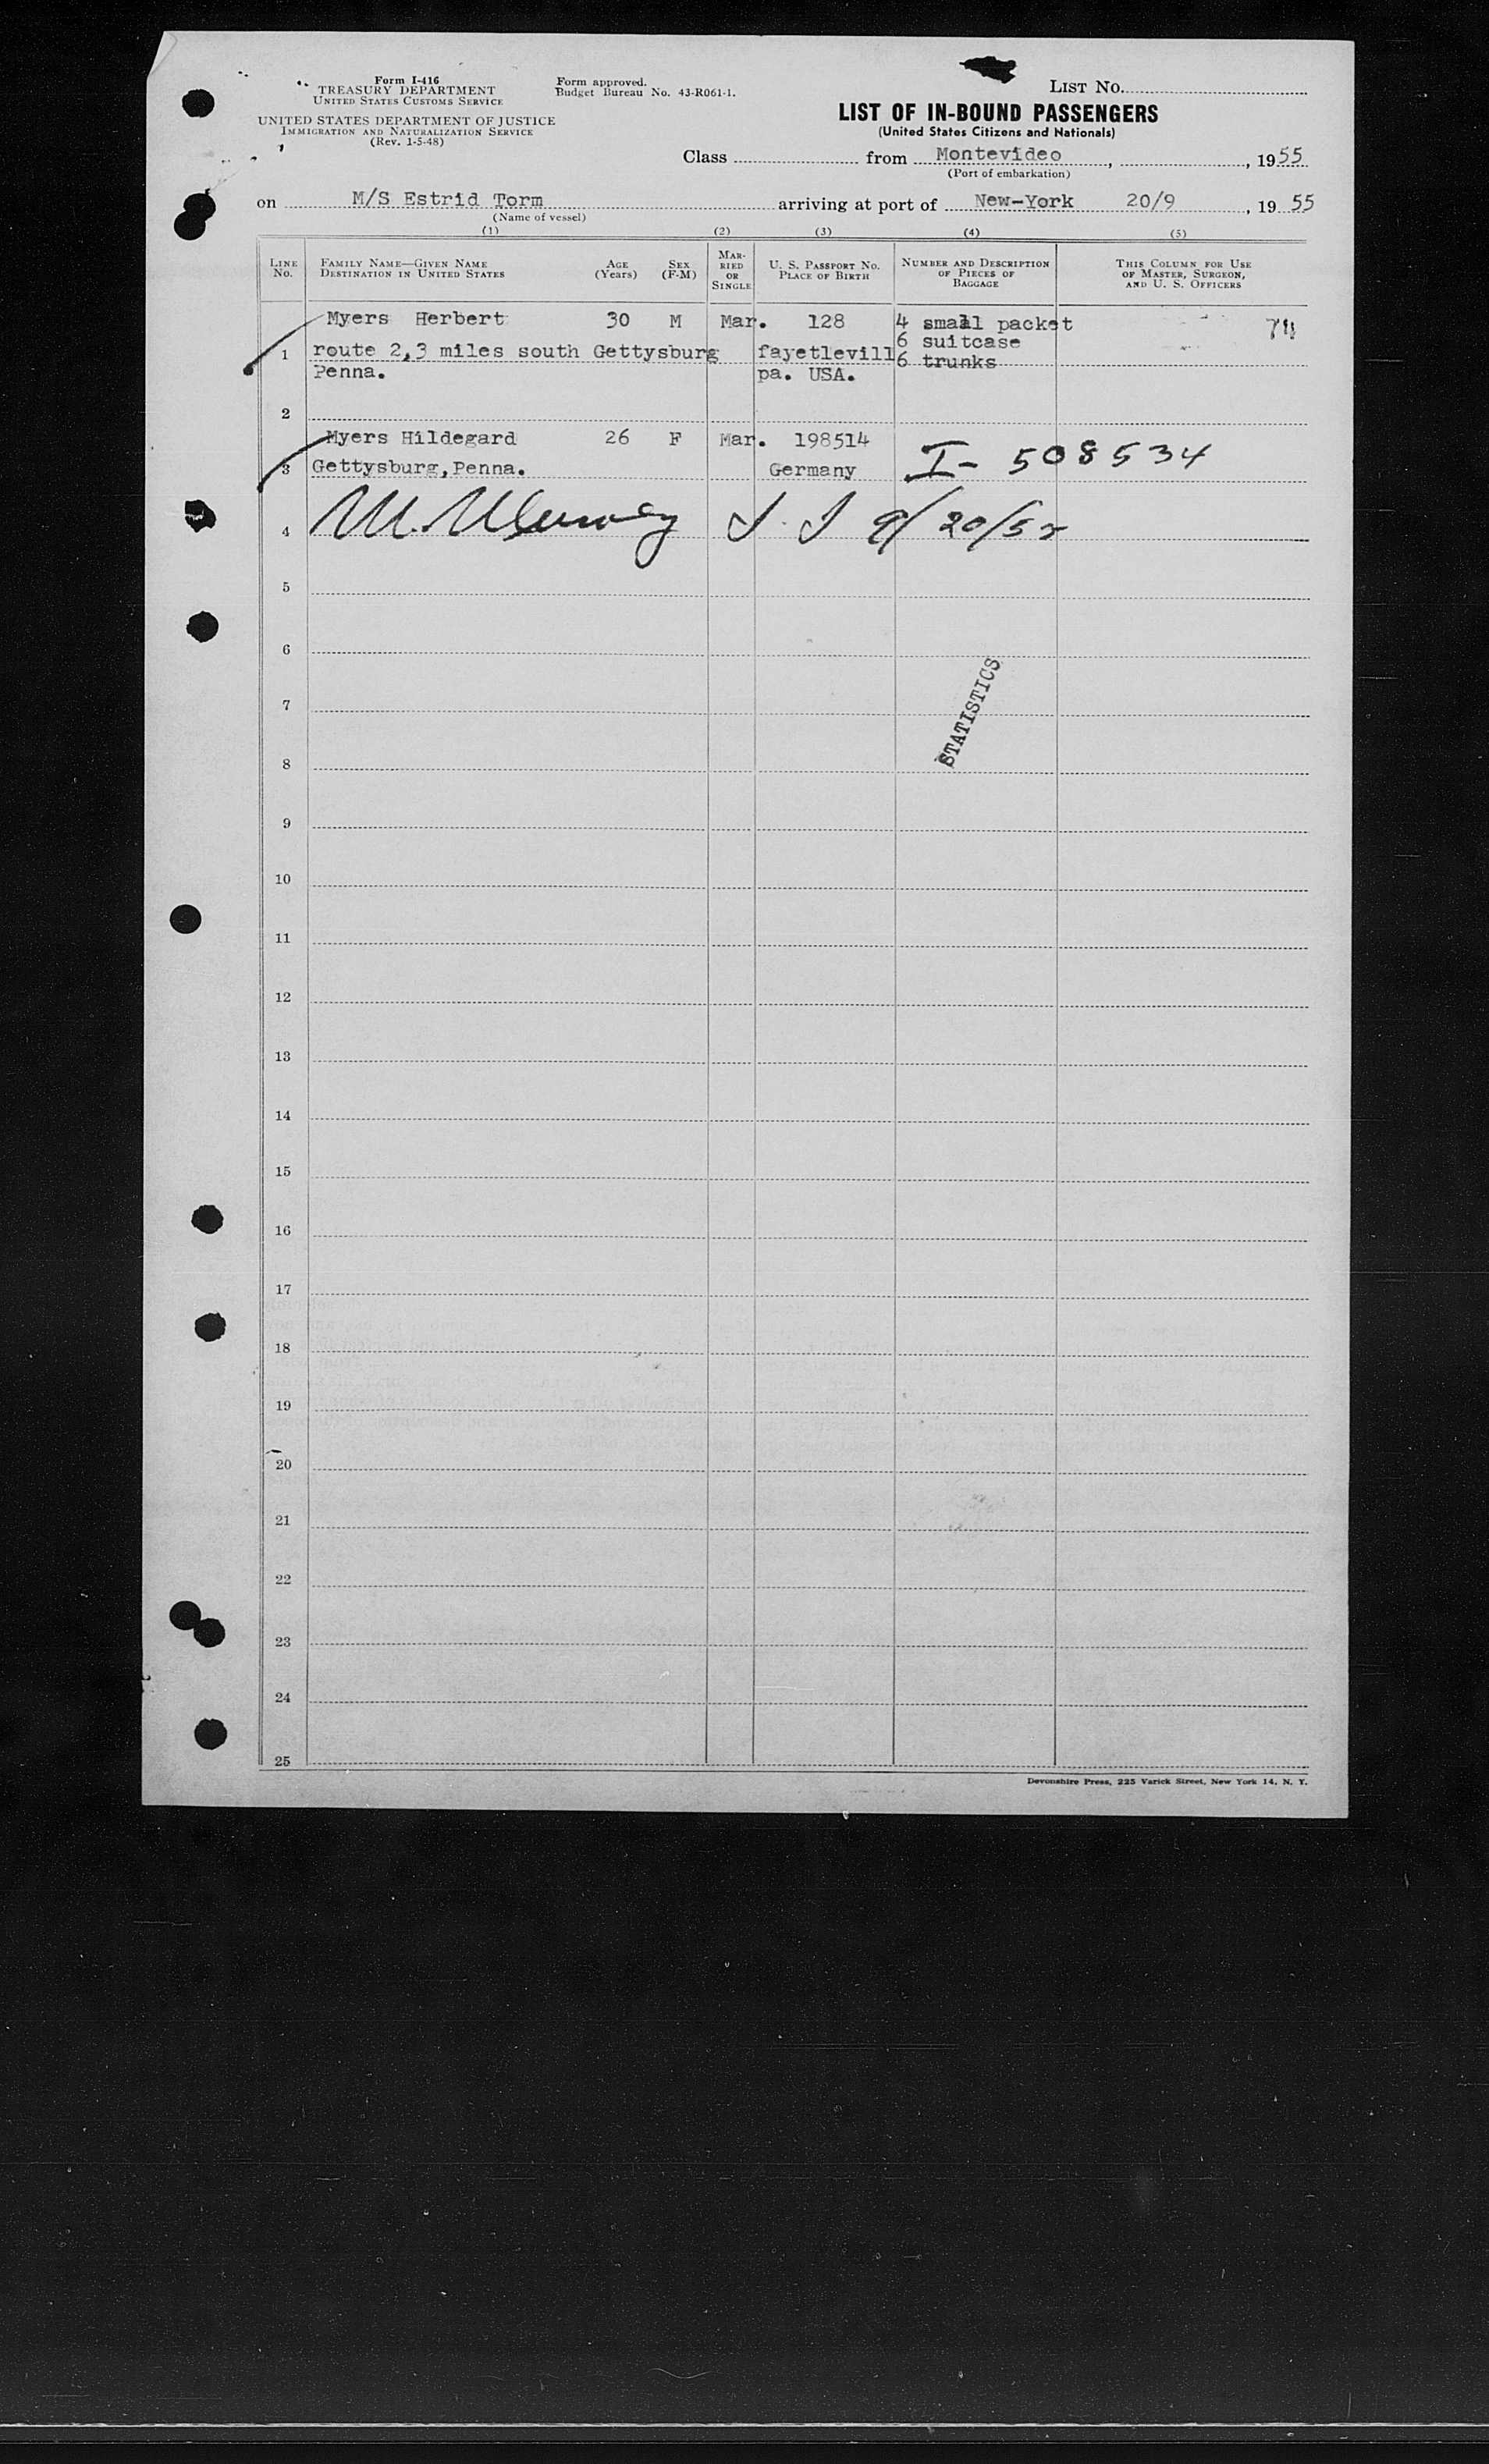 Form I-416
TREASURY DEPARTMENT
UNITED STATES CUSTOMS SERVICE
UNITED STATES DEPARTMENT OF JUSTICE
IMMIGRATION AND NATURALIZATION SERVICE
(Rev. 1-5-48)
Form approved.
Budget Bureau No. 43-R061-1.
LIST NO.
LIST OF IN-BOUND PASSENGERS
(United States Citizens and Nationals)
Class from Montevideo, , 1955
(Port of embarkation)
on M/S Estrid Torm arriving at port of New-York 20/9, 1955
(Name of vessel)
(1) (2) (3) (4) (5)
LINE NO.
FAMILY NAME—GIVEN NAME
DESTINATION IN UNITED STATES
AGE
(Years)
SEX
(F-M)
MAR-
RIED
OR
SINGLE
U. S. PASSPORT NO.
PLACE OF BIRTH
NUMBER AND DESCRIPTION
OF PIECES OF
BAGGAGE
THIS COLUMN FOR USE
OF MASTER, SURGEON,
AND U. S. OFFICERS
Myers Herbert 30 M Mar. 128 4 small packet
6 suitcase
1 route 2,3 miles south Gettysburg fayetlevill 6 trunks
Penna. pa. USA.
2
Myers Hildegard 26 F Mar. 198514 I- 508534
3 Gettysburg,Penna. Germany
4 9/20/55
5
6
7
STATISTICS
8
9
10
11
12
13
14
15
16
17
18
19
20
21
22
23
24
25
Devonshire Press, 225 Varick Street, New York 14, N. Y.